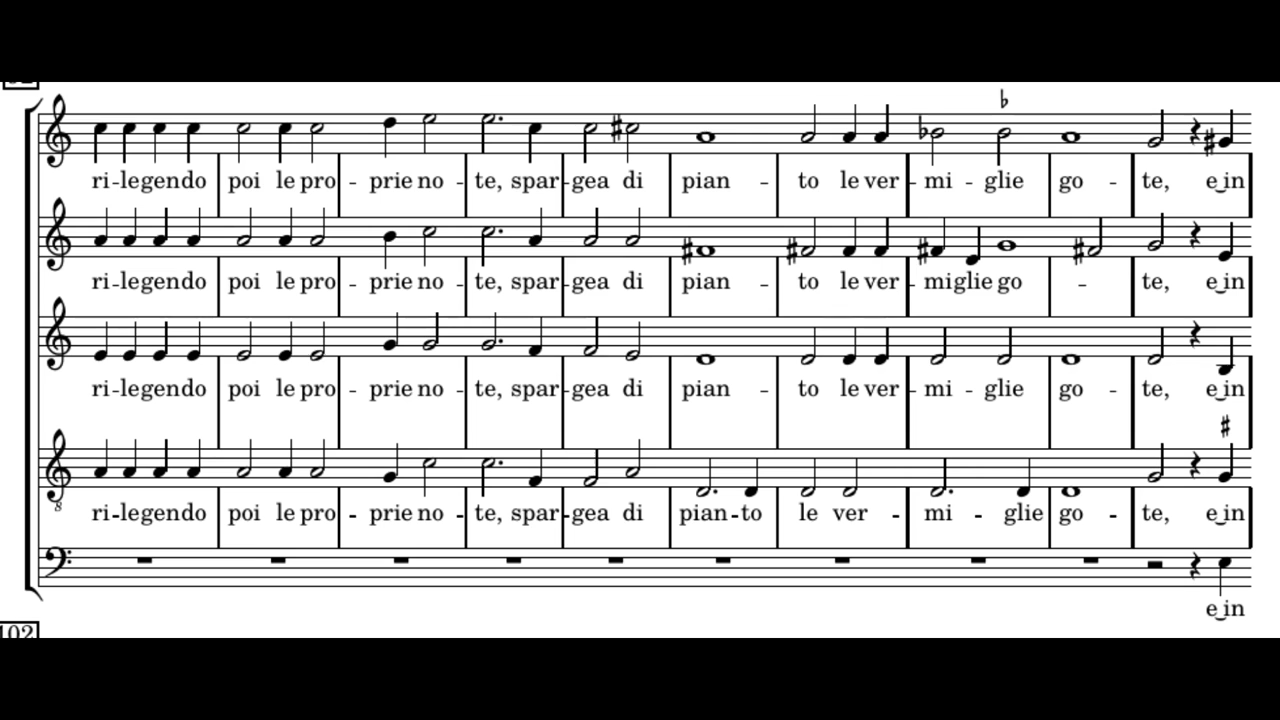 ri-legendo poi le pro - prie no - te, spar-gea di pian - to le ver - mi - glie go - te, e‿in
ri-legendo poi le pro - prie no - te, spar-gea di pian - to le ver - miglie go - te, e‿in
ri-legendo poi le pro - prie no - te, spar-gea di pian - to le ver - mi - glie go - te, e‿in
8
ri-legendo poi le pro - prie no - te, spar-gea di pian-to le ver - mi - glie go - te, e‿in
e‿in
102